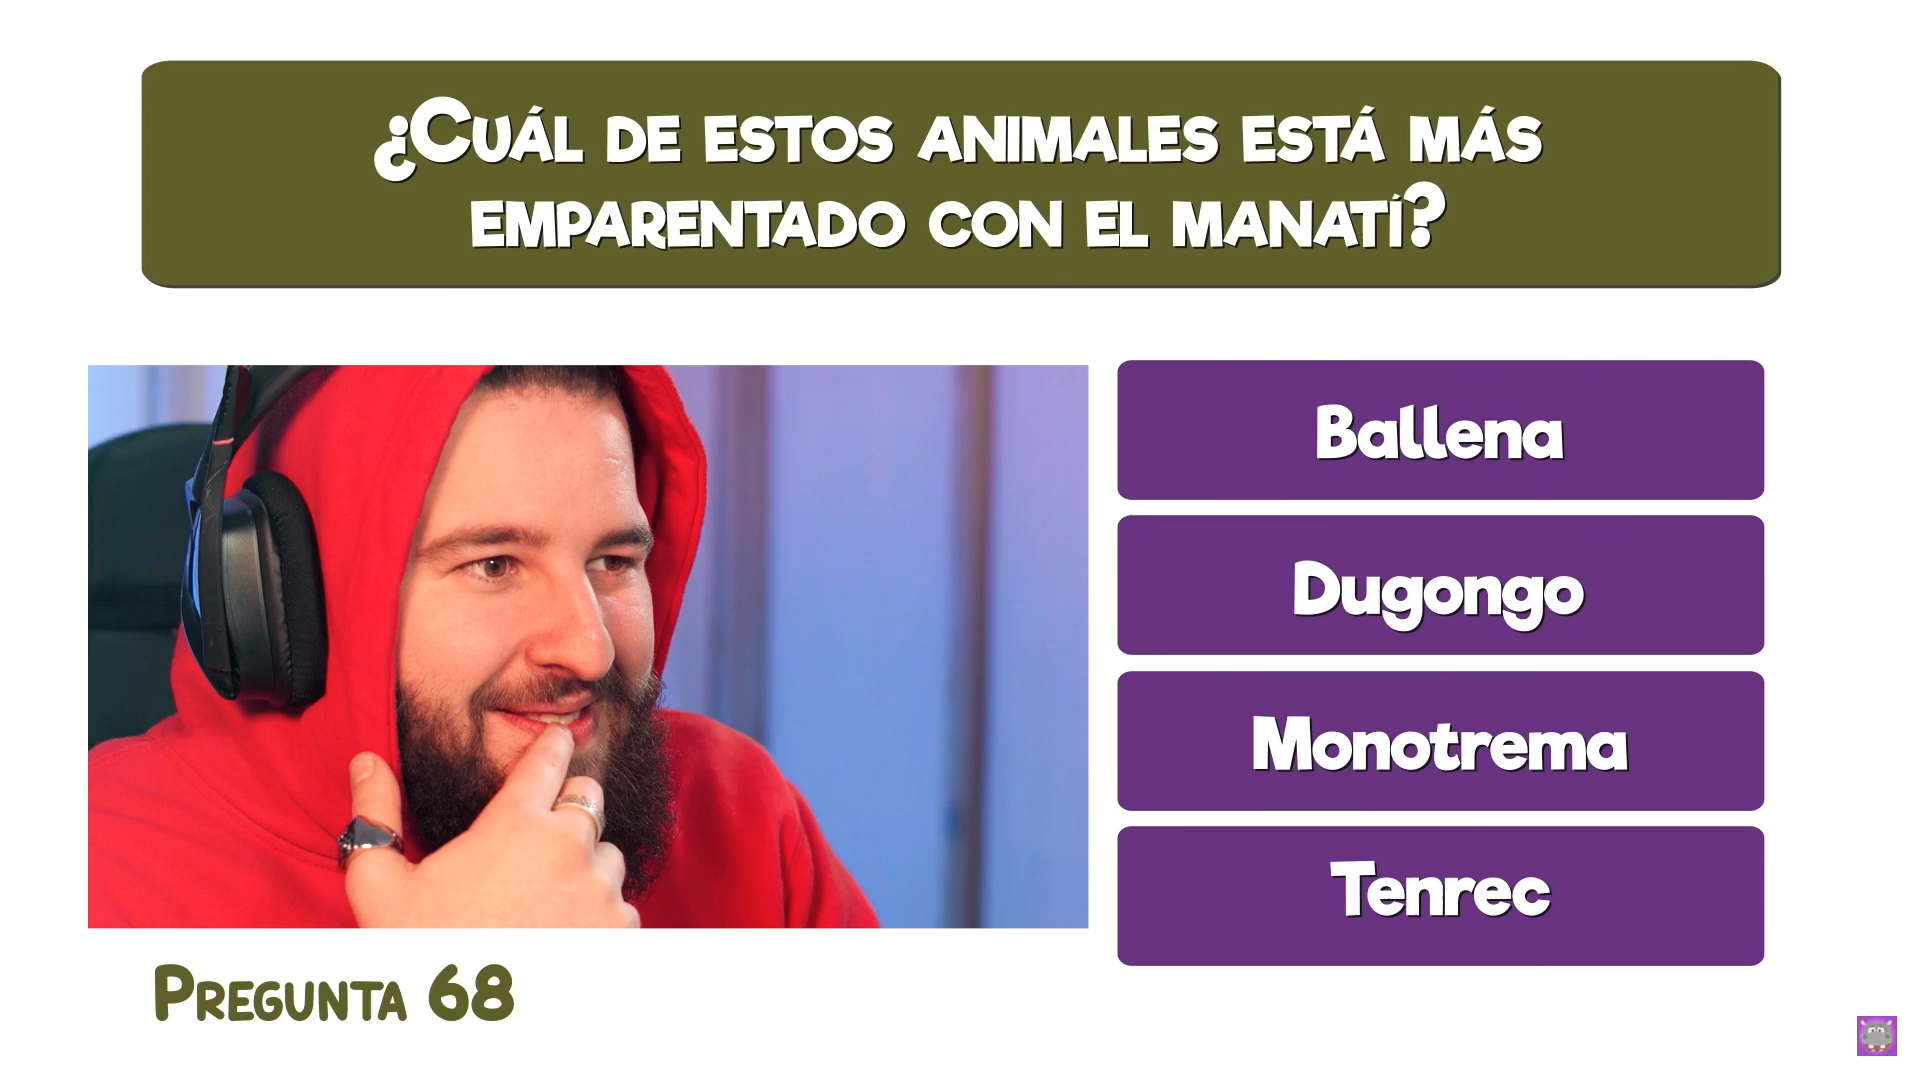 ¿Cuál de estos animales está más
emparentado con el manatí?
Ballena
Dugongo
Monotrema
Tenrec
Pregunta 68